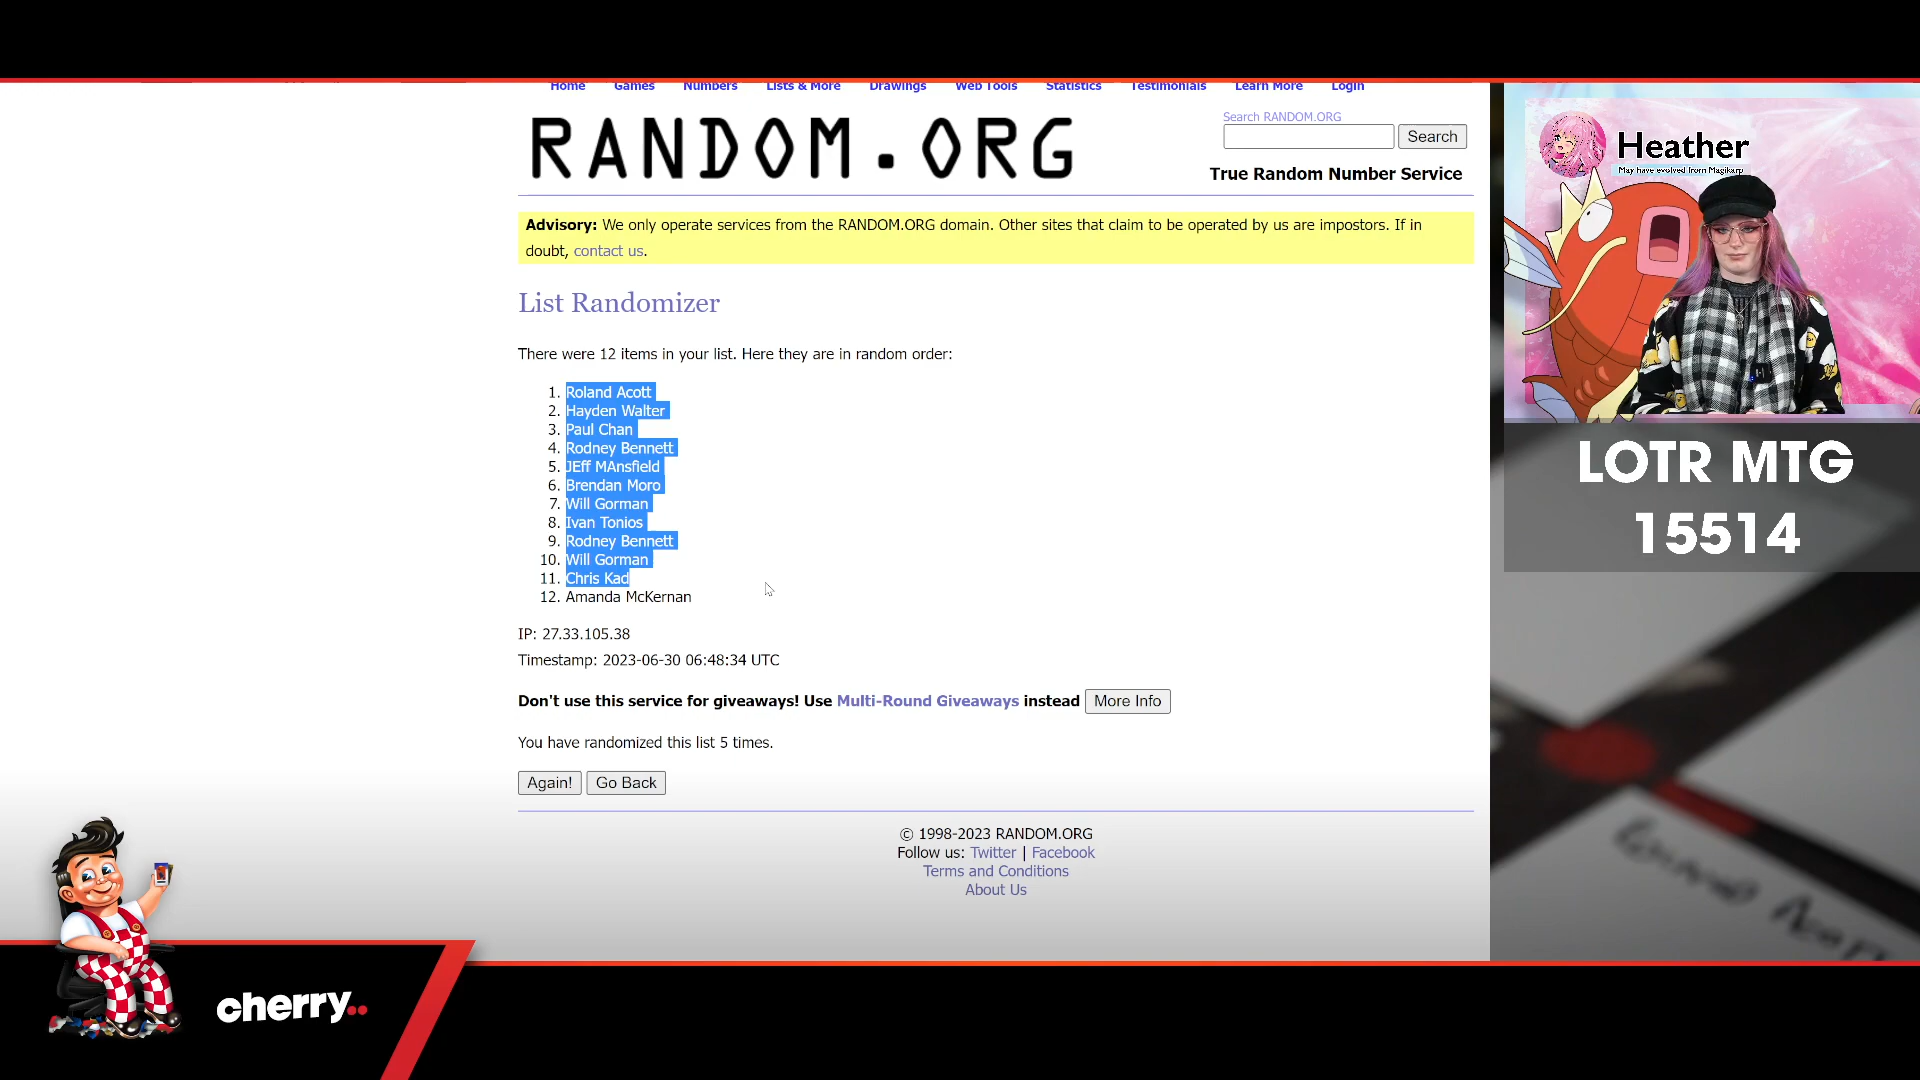 Home Games Numbers Lists & More Drawings Web Tools Statistics Testimonials Learn More Login
RANDOM.ORG
Search RANDOM.ORG
Search
True Random Number Service
Advisory: We only operate services from the RANDOM.ORG domain. Other sites that claim to be operated by us are impostors. If in
doubt, contact us.
List Randomizer
There were 12 items in your list. Here they are in random order:
1. Roland Acott
2. Hayden Walter
3. Paul Chan
4. Rodney Bennett
5. JEff MAnsfield
6. Brendan Moro
7. Will Gorman
8. Ivan Tonios
9. Rodney Bennett
10. Will Gorman
11. Chris Kad
12. Amanda McKernan
IP: 27.33.105.38
Timestamp: 2023-06-30 06:48:34 UTC
Don't use this service for giveaways! Use Multi-Round Giveaways instead More Info
You have randomized this list 5 times.
Again! Go Back
© 1998-2023 RANDOM.ORG
Follow us: Twitter | Facebook
Terms and Conditions
About Us
Heather
May have evolved from Magikarp
LOTR MTG
15514
cherry..